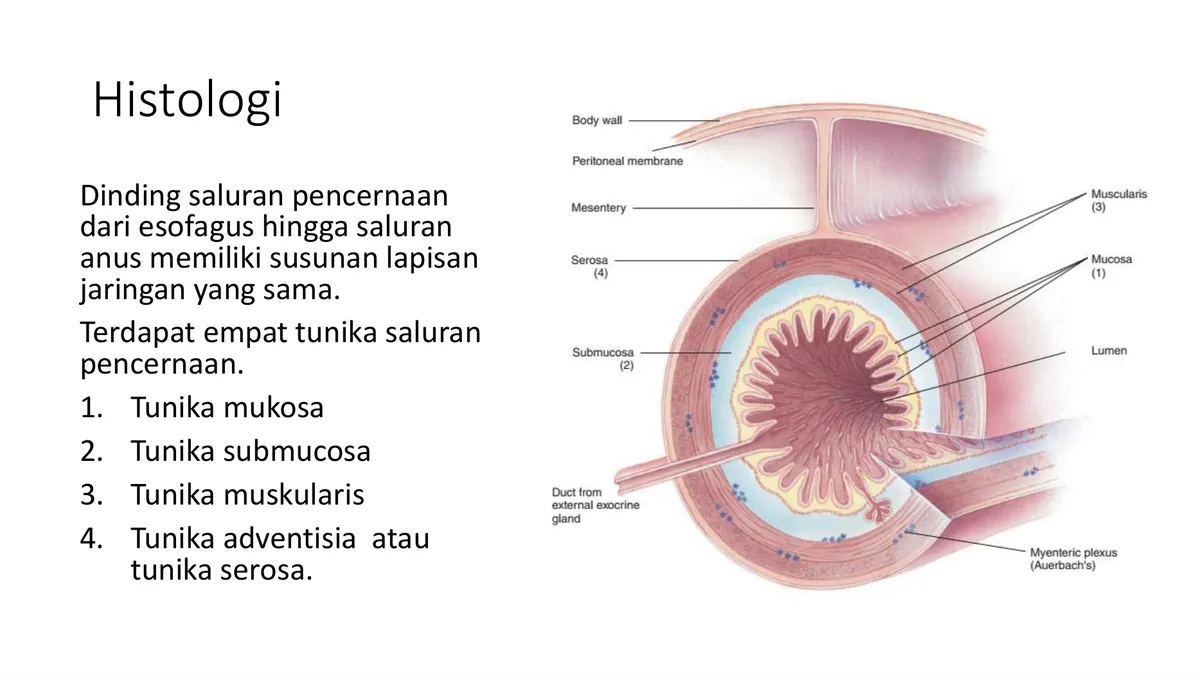 Histologi
Dinding saluran pencernaan
dari esofagus hingga saluran
anus memiliki susunan lapisan
jaringan yang sama.
Terdapat empat tunika saluran
pencernaan.
1. Tunika mukosa
2. Tunika submucosa
3. Tunika muskularis
4. Tunika adventisia atau
tunika serosa.
Body wall
Peritoneal membrane
Mesentery
Serosa
(4)
Submucosa
(2)
Duct from
external exocrine
gland
Muscularis
(3)
Mucosa
(1)
Lumen
Myenteric plexus
(Auerbach's)